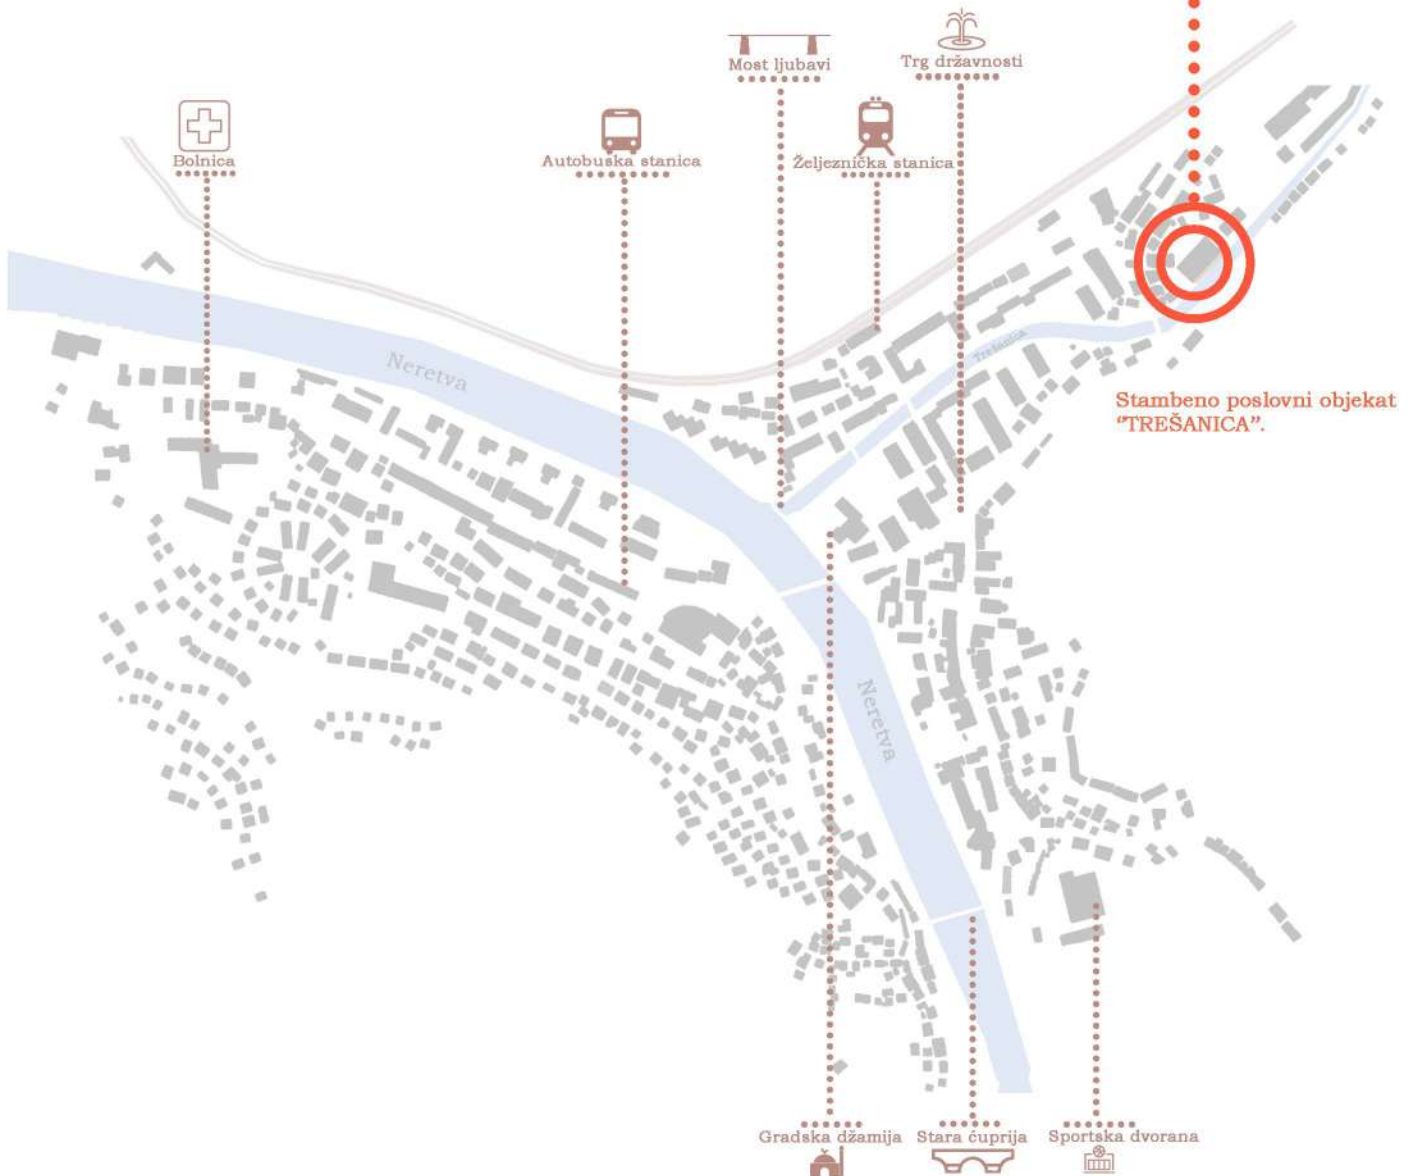 Most ljubavi
Trg državnosti
Bolnica
Autobuska stanica
Željeznička stanica
Neretva
Trešanica
Stambeno poslovni objekat
“TREŠANICA”.
Neretva
Gradska džamija
Stara ćuprija
Sportska dvorana